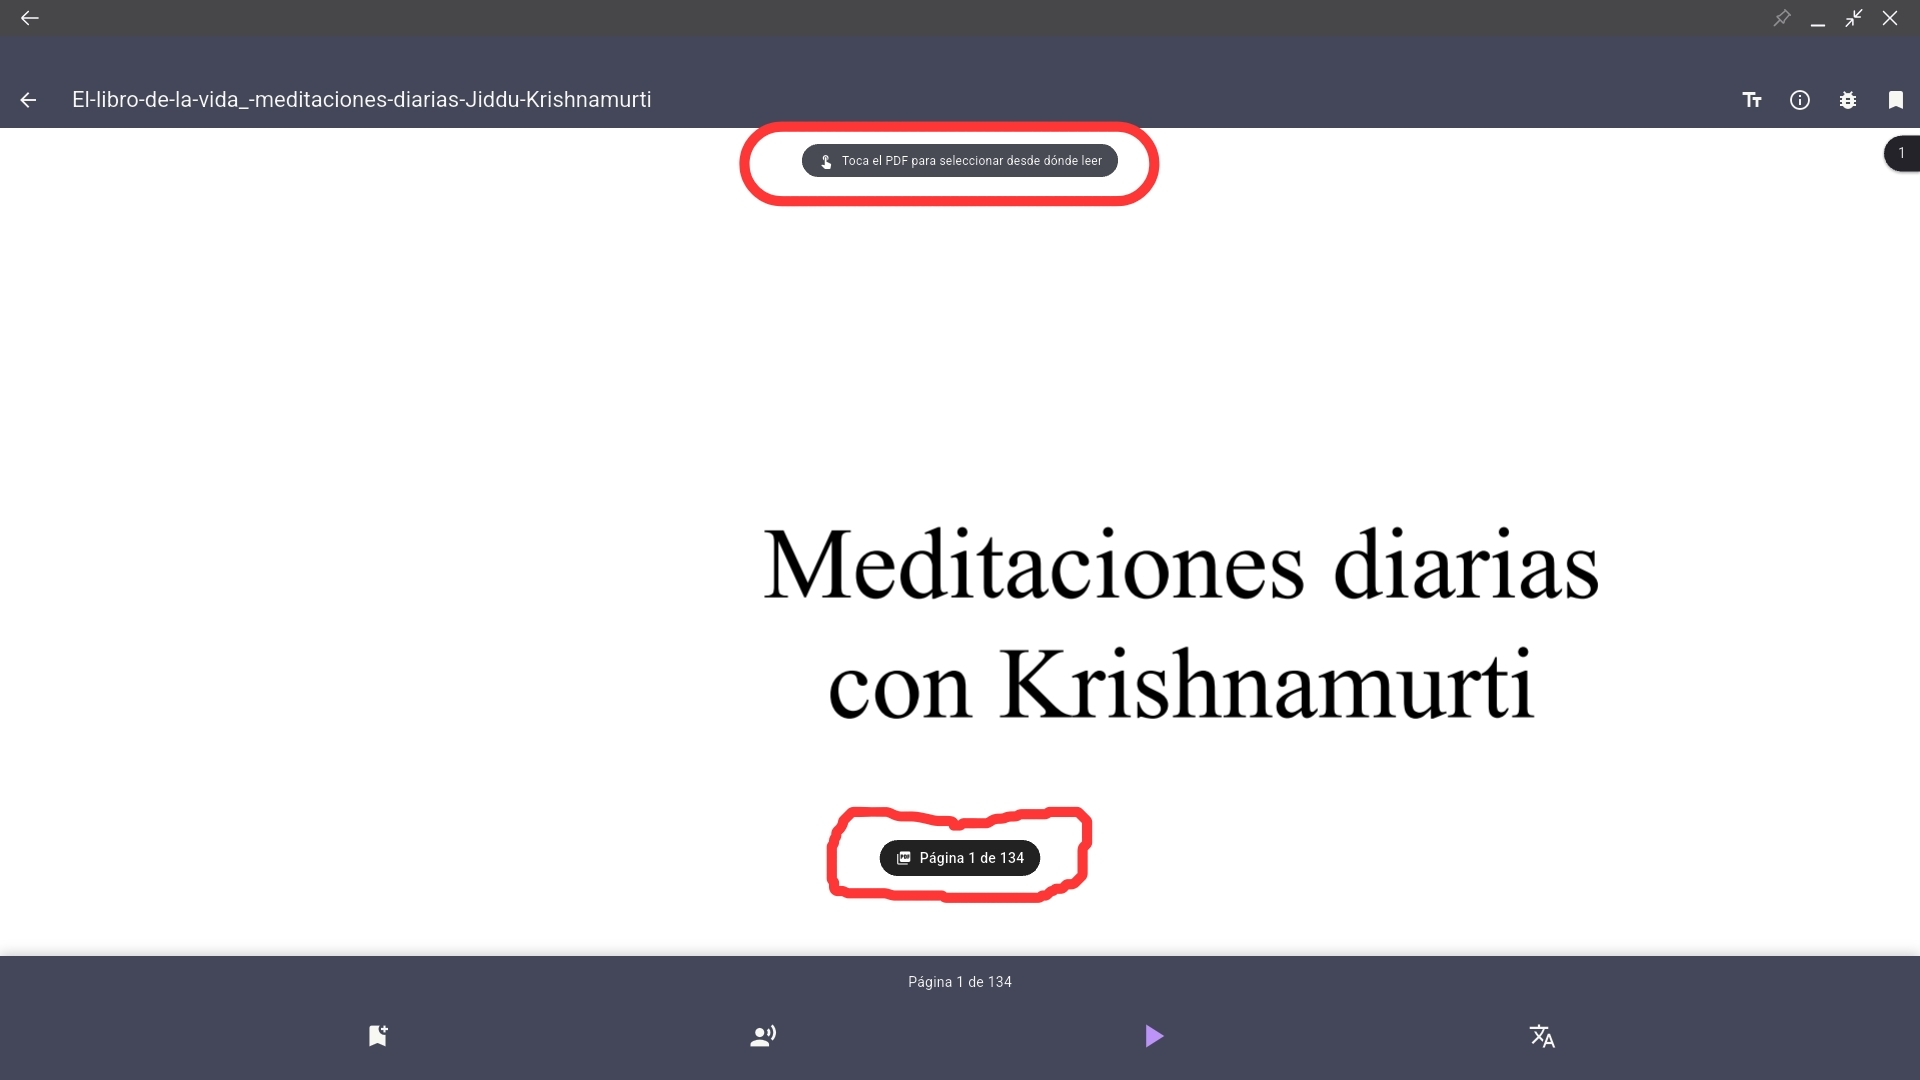 El-libro-de-la-vida_-meditaciones-diarias-Jiddu-Krishnamurti
Toca el PDF para seleccionar desde dónde leer
1
Meditaciones diarias
con Krishnamurti
Página 1 de 134
Página 1 de 134